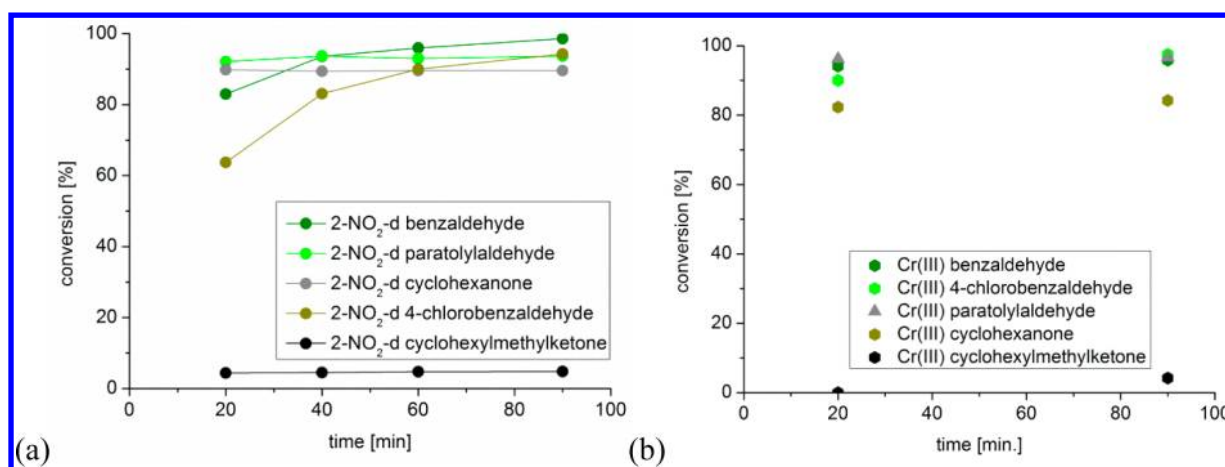 100
80
60
40
20
0
conversion [%]
2-NO₂-d benzaldehyde
2-NO₂-d paratolylaldehyde
2-NO₂-d cyclohexanone
2-NO₂-d 4-chlorobenzaldehyde
2-NO₂-d cyclohexylmethylketone
0 20 40 60 80 100
time [min]
(a)
100
80
60
40
20
0
conversion [%]
Cr(III) benzaldehyde
Cr(III) 4-chlorobenzaldehyde
Cr(III) paratolylaldehyde
Cr(III) cyclohexanone
Cr(III) cyclohexylmethylketone
0 20 40 60 80 100
time [min.]
(b)